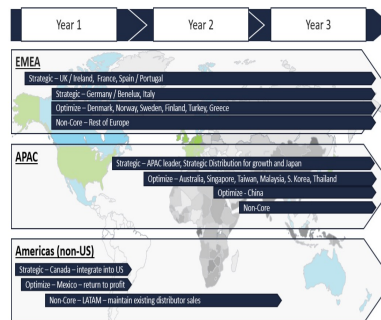 Year 1
Year 2
Year 3
EMEA
Strategic – UK / Ireland, France, Spain / Portugal
Strategic – Germany / Benelux, Italy
Optimize – Denmark, Norway, Sweden, Finland, Turkey, Greece
Non-Core – Rest of Europe
APAC
Strategic – APAC leader, Strategic Distribution for growth and Japan
Optimize – Australia, Singapore, Taiwan, Malaysia, S. Korea, Thailand
Optimize - China
Non-Core
Americas (non-US)
Strategic – Canada – integrate into US
Optimize – Mexico – return to profit
Non-Core – LATAM – maintain existing distributor sales